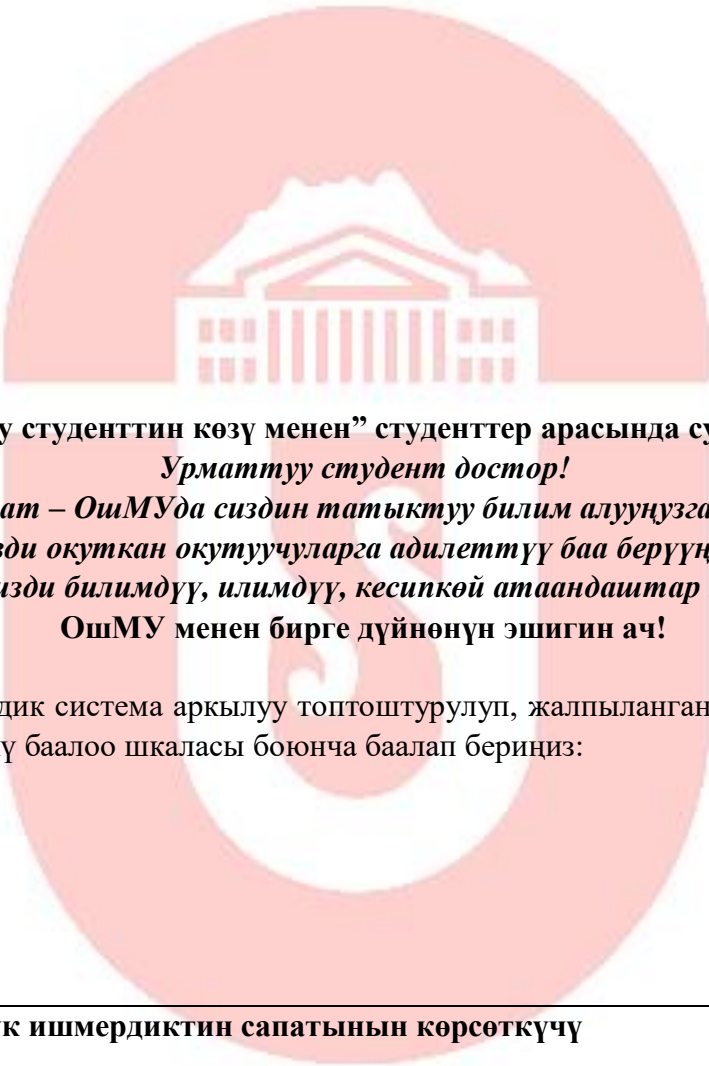 у студенттин көзү менен” студенттер арасында су
Урматтуу студент достор!
ат – ОшМУда сиздин татыктуу билим алууңузга
зди окуткан окутуучуларга адилеттүү баа берүүң
изди билимдүү, илимдүү, кесипкөй атаандаштар
ОшМУ менен бирге дүйнөнүн эшигин ач!
дик система аркылуу топтоштурулуп, жалпыланган
ү баалоо шкаласы боюнча баалап бериңиз:
к ишмердиктин сапатынын көрсөткүчү